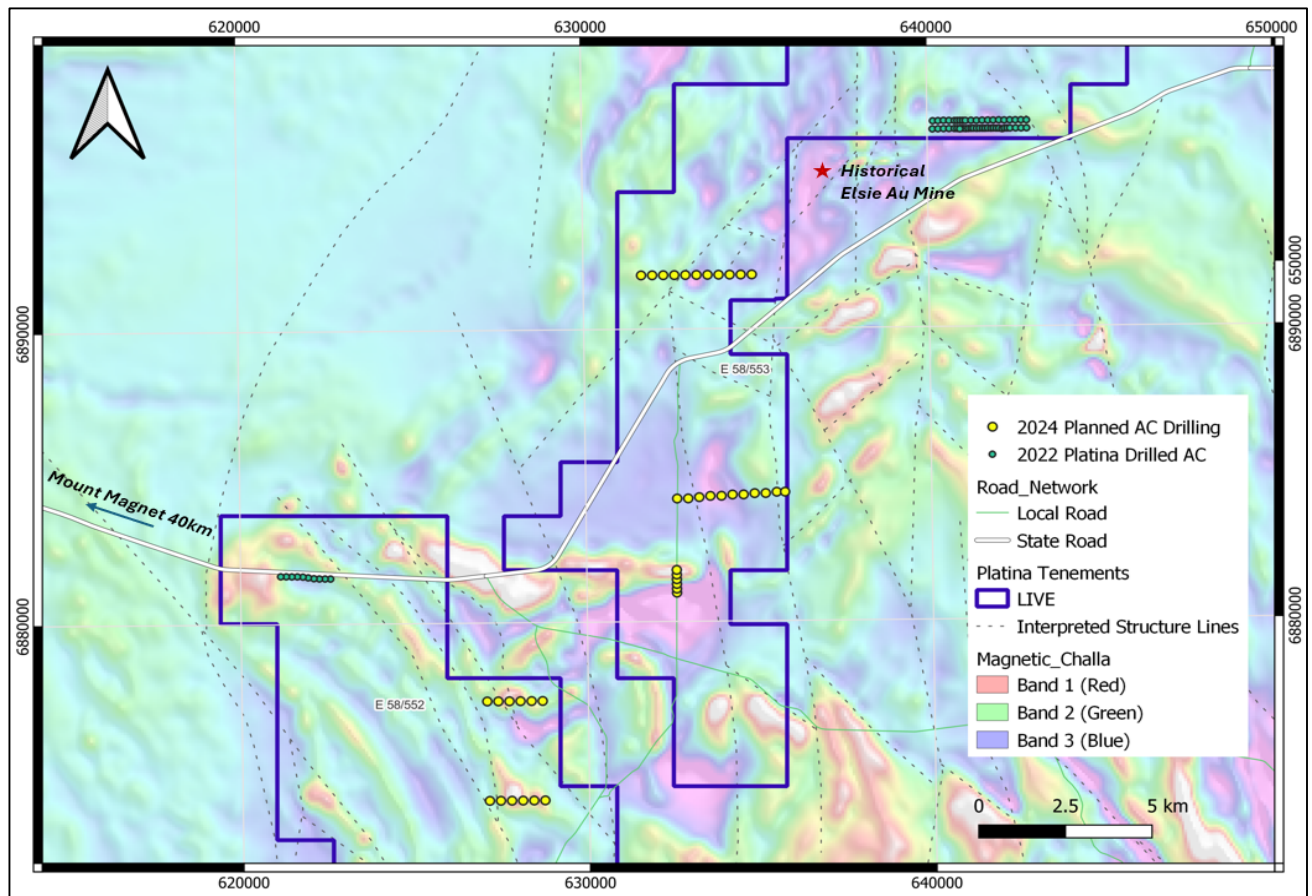 620000
630000
640000
650000
Historical
Elsie Au Mine
650000
6890000
6890000
E 58/553
2024 Planned AC Drilling
2022 Platina Drilled AC
Road_Network
Local Road
State Road
Platina Tenements
LIVE
Interpreted Structure Lines
Magnetic_Challa
Band 1 (Red)
Band 2 (Green)
Band 3 (Blue)
Mount Magnet 40km
6880000
6880000
E 58/552
0
2.5
5 km
620000
630000
640000